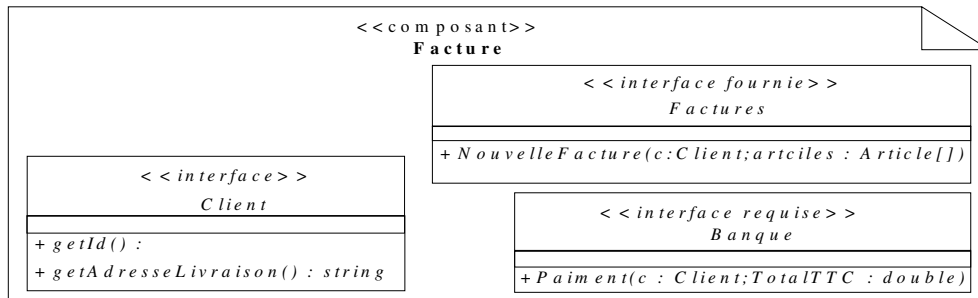 <<composant>>
Facture
<<interface fournie>>
Factures
+NouvelleFacture(c:Client;artciles : Article[])
<<interface>>
Client
+getId() :
+getAdresseLivraison() : string
<<interface requise>>
Banque
+Paiment(c : Client;TotalTTC : double)